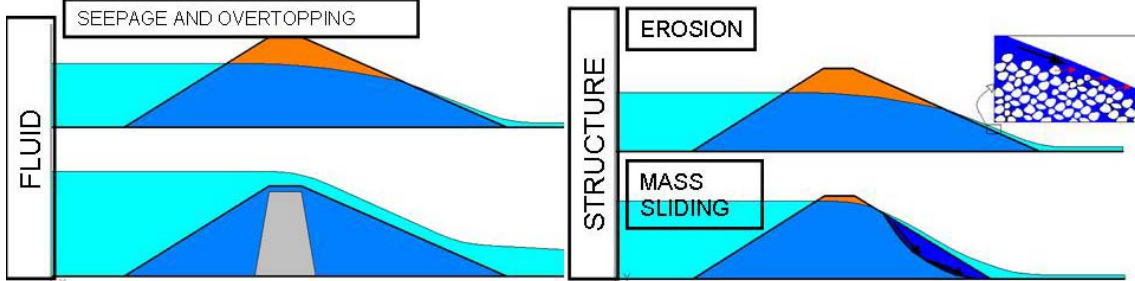 SEEPAGE AND OVERTOPPING
FLUID
STRUCTURE
EROSION
MASS
SLIDING